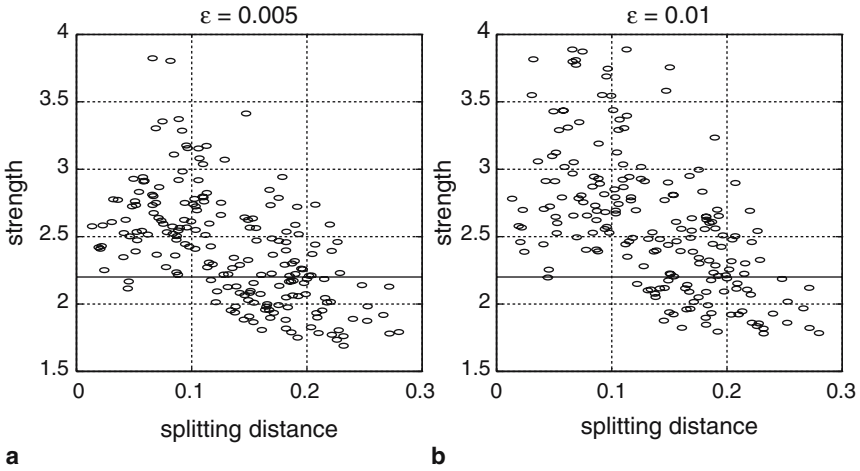 ε = 0.005
4
3.5
3
2.5
2
1.5
strength
0
0.1
0.2
0.3
splitting distance
a
ε = 0.01
4
3.5
3
2.5
2
1.5
strength
0
0.1
0.2
0.3
splitting distance
b